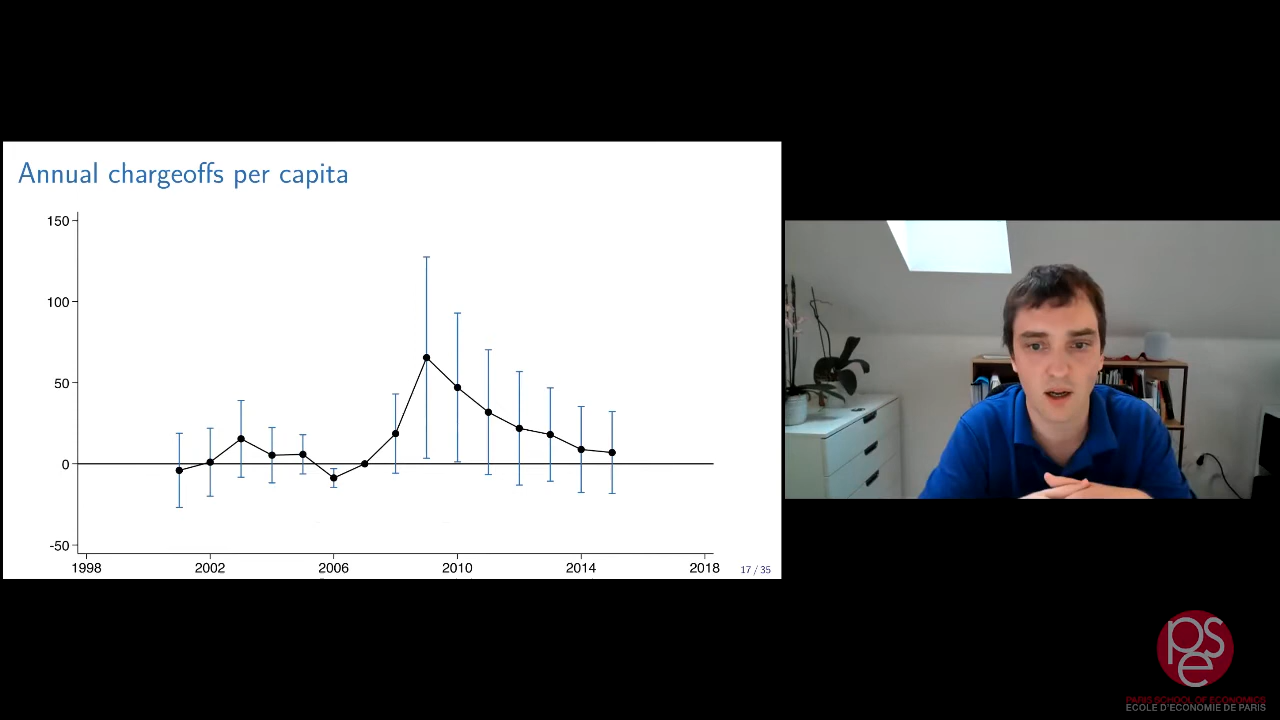 Annual chargeoffs per capita
150
100
50
0
-50
1998 2002 2006 2010 2014 2018
17 / 35
pse
PARIS SCHOOL OF ECONOMICS
ECOLE D'ECONOMIE DE PARIS